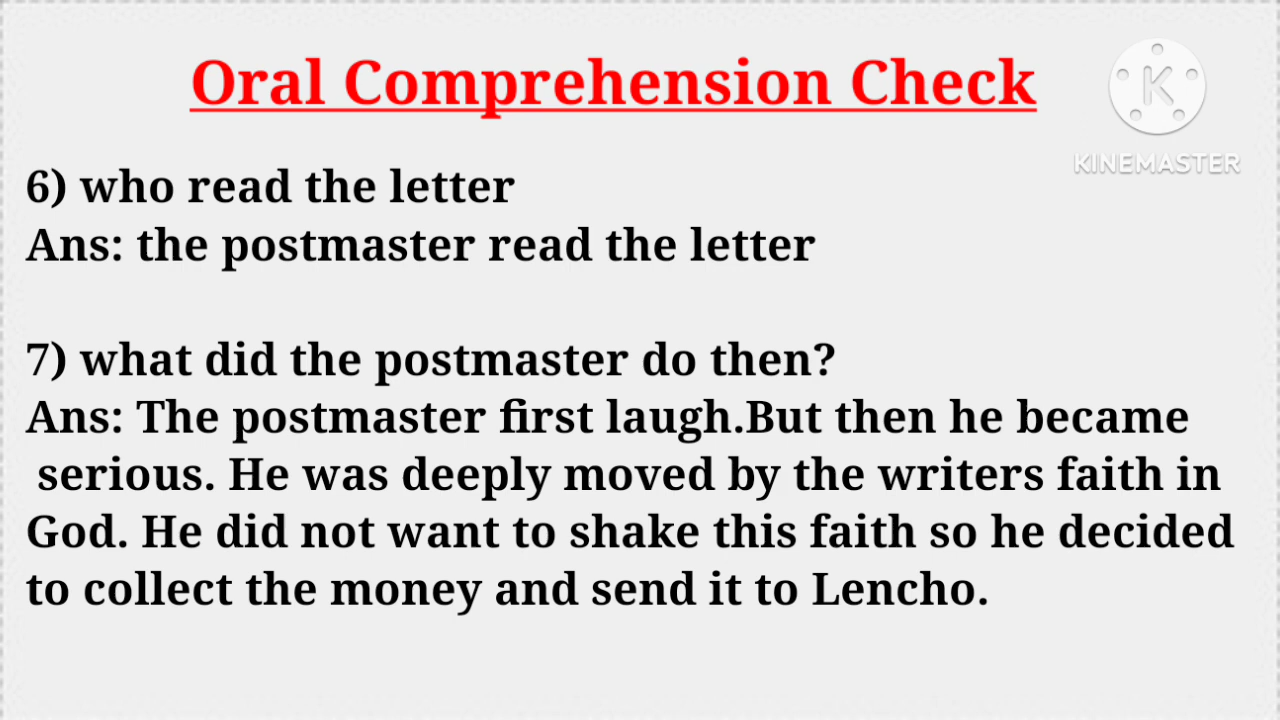 Oral Comprehension Check
KINEMASTER
6) who read the letter
Ans: the postmaster read the letter
7) what did the postmaster do then?
Ans: The postmaster first laugh.But then he became
serious. He was deeply moved by the writers faith in
God. He did not want to shake this faith so he decided
to collect the money and send it to Lencho.